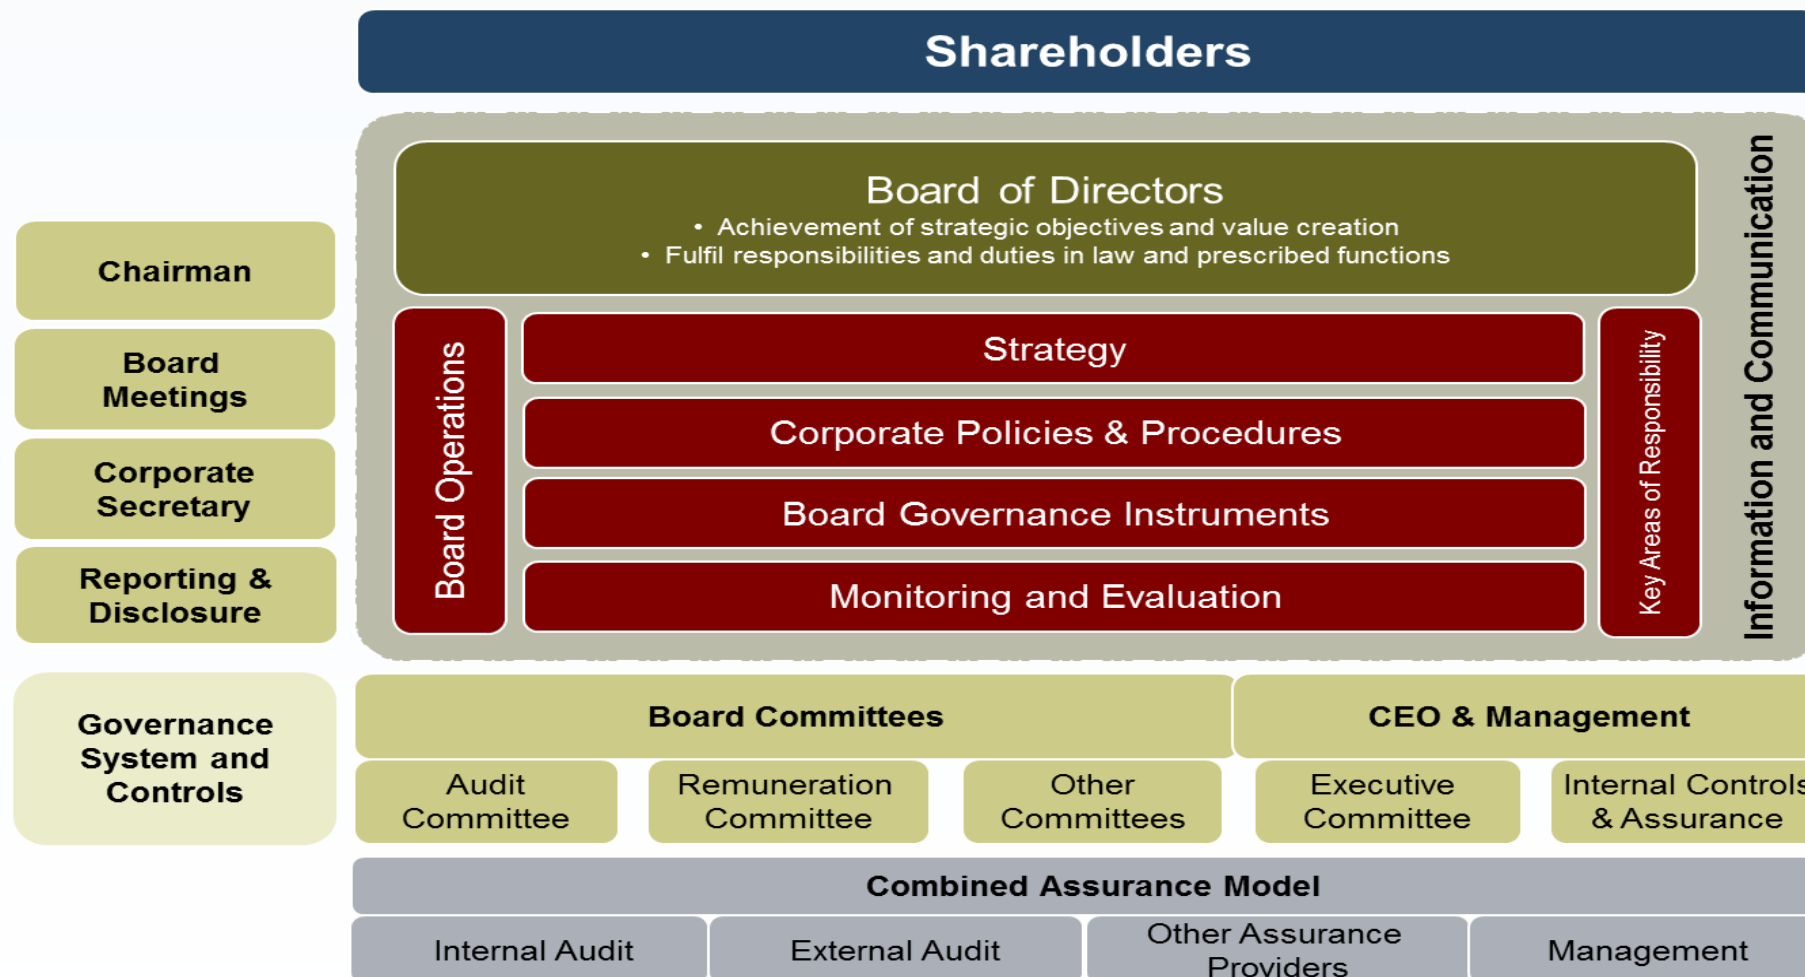 Shareholders
Board of Directors
• Achievement of strategic objectives and value creation
• Fulfil responsibilities and duties in law and prescribed functions
Information and Communication
Chairman
Board
Meetings
Corporate
Secretary
Reporting &
Disclosure
Board Operations
Strategy
Corporate Policies & Procedures
Board Governance Instruments
Monitoring and Evaluation
Key Areas of Responsibility
Governance
System and
Controls
Board Committees
CEO & Management
Audit
Committee
Remuneration
Committee
Other
Committees
Executive
Committee
Internal Controls
& Assurance
Combined Assurance Model
Internal Audit
External Audit
Other Assurance
Providers
Management